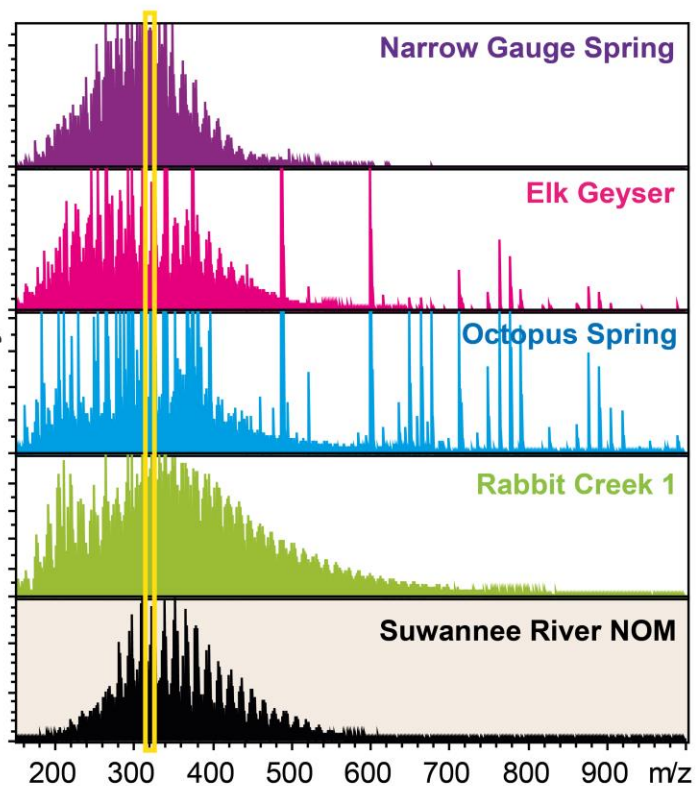 Narrow Gauge Spring
Elk Geyser
Octopus Spring
Rabbit Creek 1
Suwannee River NOM
200 300 400 500 600 700 800 900 m/z